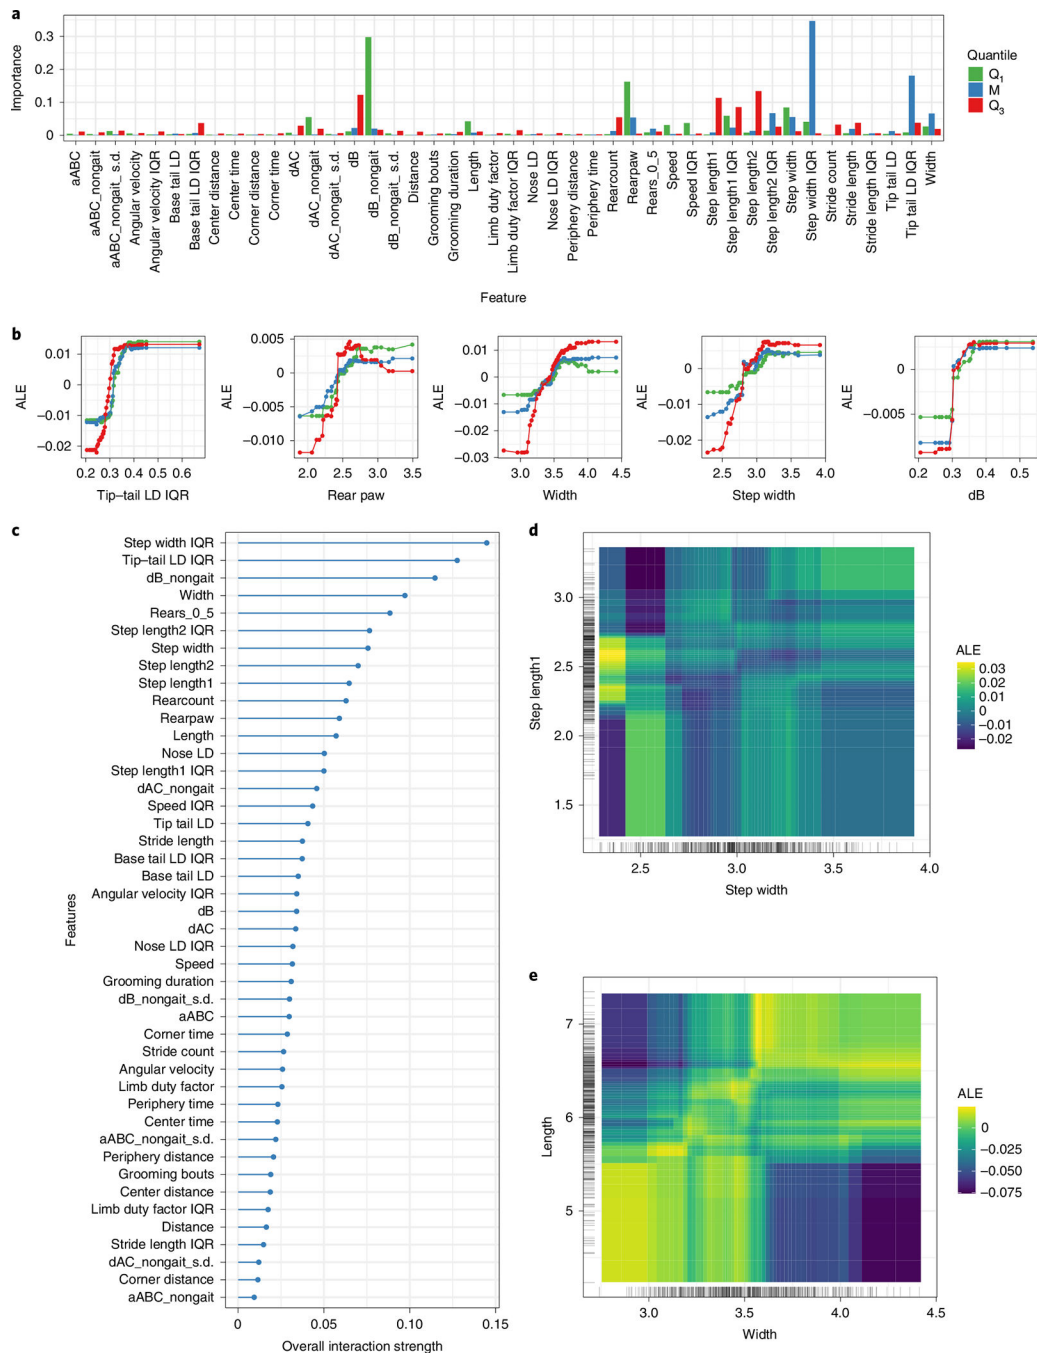 a
Importance
0.3
0.2
0.1
0
Quantile
Q1
M
Q3
aABC
aABC_nongait
aABC_nongait_ s.d.
Angular velocity
Angular velocity IQR
Base tail LD
Base tail LD IQR
Center distance
Center time
Corner distance
Corner time
dAC
dAC_nongait
dAC_nongait_ s.d.
dB
dB_nongait
dB_nongait_ s.d.
Distance
Grooming bouts
Grooming duration
Length
Limb duty factor
Limb duty factor IQR
Nose LD
Nose LD IQR
Periphery distance
Periphery time
Rearcount
Rearpaw
Rears_0_5
Speed
Speed IQR
Step length1
Step length1 IQR
Step length2
Step length2 IQR
Step width
Step width IQR
Stride count
Stride length
Stride length IQR
Tip tail LD
Tip tail LD IQR
Width
Feature
b
ALE
0.01
0
−0.01
−0.02
0.2 0.3 0.4 0.5 0.6
Tip–tail LD IQR
ALE
0.005
0
−0.005
−0.010
2.0 2.5 3.0 3.5
Rear paw
ALE
0.01
0
−0.01
−0.03
3.0 3.5 4.0 4.5
Width
ALE
0
−0.01
−0.02
2.5 3.0 3.5 4.0
Step width
ALE
0
−0.005
0.2 0.3 0.4 0.5
dB
c
Features
Step width IQR
Tip–tail LD IQR
dB_nongait
Width
Rears_0_5
Step length2 IQR
Step width
Step length2
Step length1
Rearcount
Rearpaw
Length
Nose LD
Step length1 IQR
dAC_nongait
Speed IQR
Tip tail LD
Stride length
Base tail LD IQR
Base tail LD
Angular velocity IQR
dB
dAC
Nose LD IQR
Speed
Grooming duration
dB_nongait_s.d.
aABC
Corner time
Stride count
Angular velocity
Limb duty factor
Periphery time
Center time
aABC_nongait_s.d.
Periphery distance
Grooming bouts
Center distance
Limb duty factor IQR
Distance
Stride length IQR
dAC_nongait_s.d.
Corner distance
aABC_nongait
0 0.05 0.10 0.15
Overall interaction strength
d
Step length1
3.0
2.5
2.0
1.5
2.5 3.0 3.5 4.0
Step width
ALE
0.03
0.02
0.01
0
−0.01
−0.02
e
Length
7
6
5
3.0 3.5 4.0 4.5
Width
ALE
0
−0.025
−0.050
−0.075